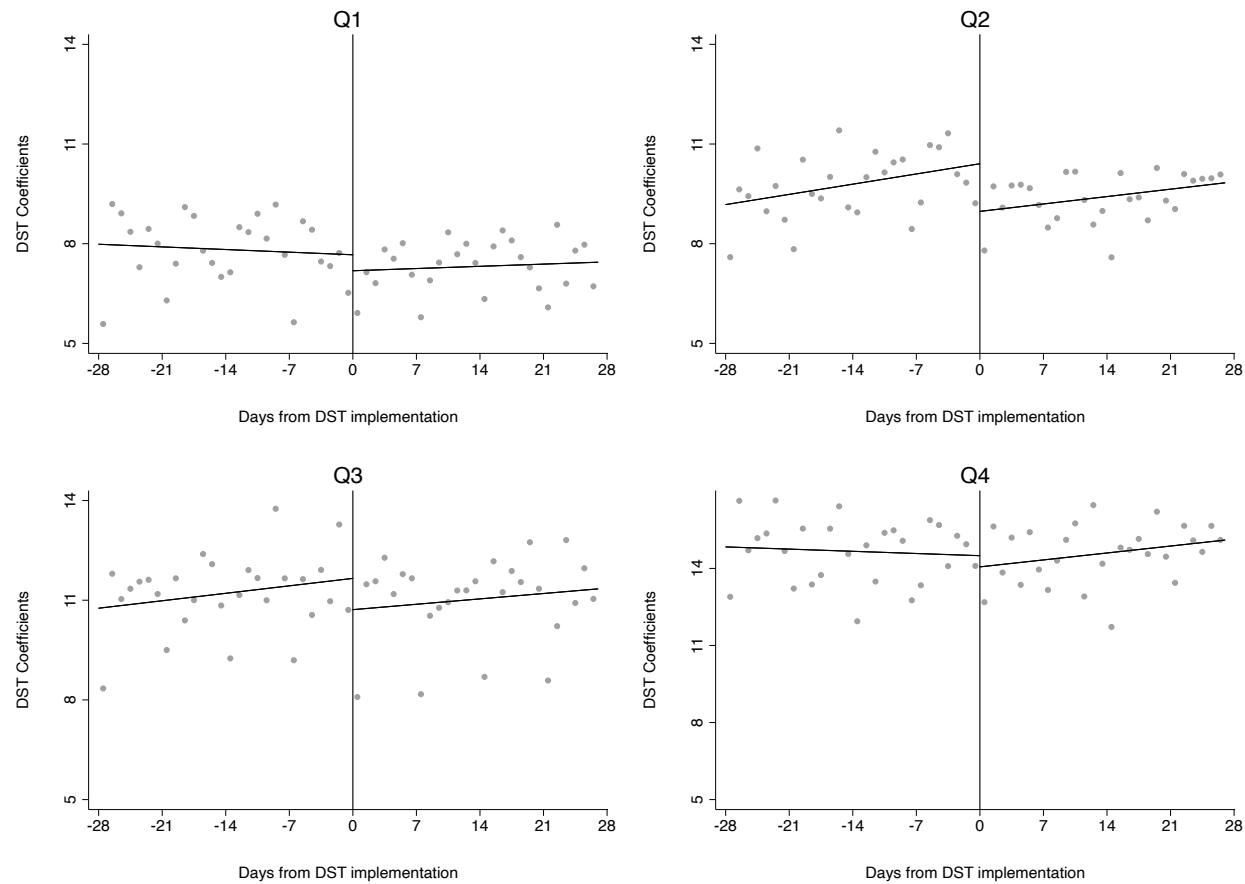 Q1
14
11
8
5
DST Coefficients
-28 -21 -14 -7 0 7 14 21 28
Days from DST implementation
Q2
14
11
8
5
DST Coefficients
-28 -21 -14 -7 0 7 14 21 28
Days from DST implementation
Q3
14
11
8
5
DST Coefficients
-28 -21 -14 -7 0 7 14 21 28
Days from DST implementation
Q4
14
11
8
5
DST Coefficients
-28 -21 -14 -7 0 7 14 21 28
Days from DST implementation